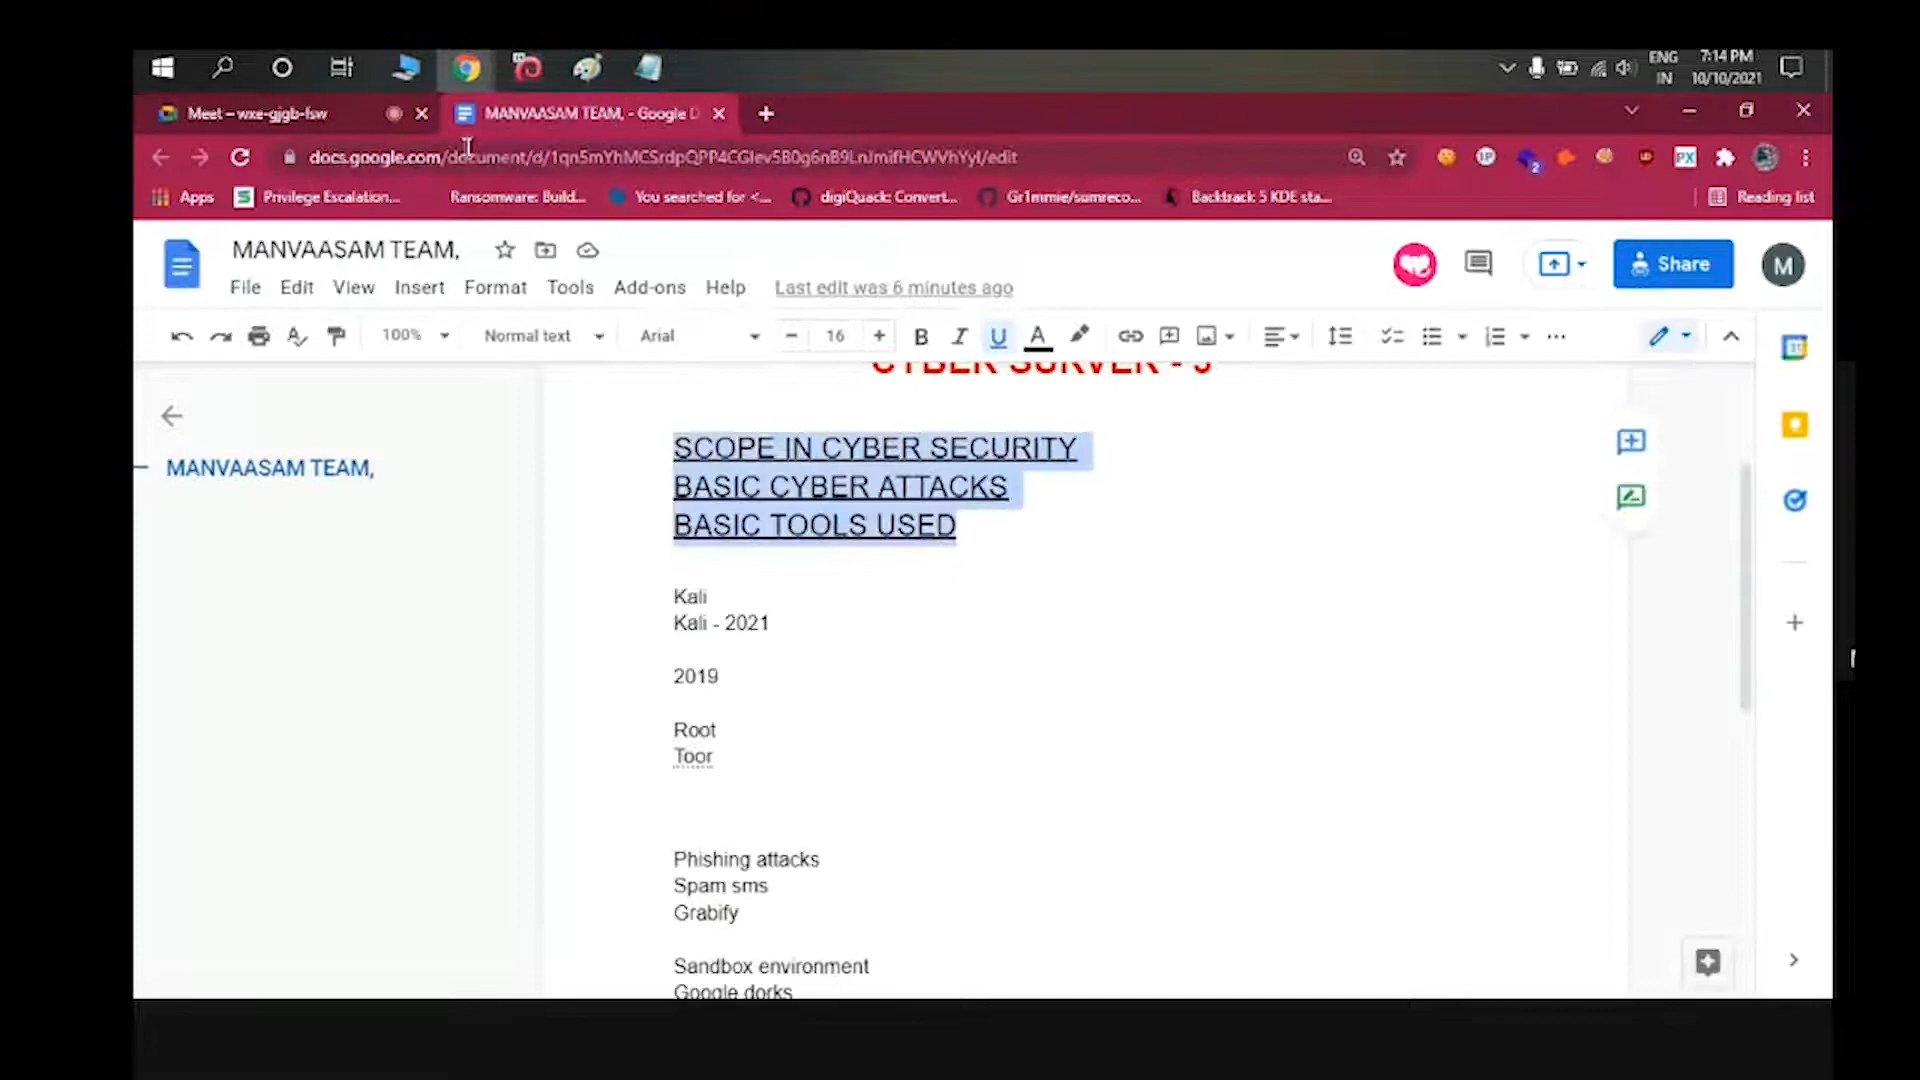 ENG
7:14 PM
IN
10/10/2021
Meet – wxe-gjgb-fsw
MANVAASAM TEAM, - Google D
docs.google.com/document/d/1qn5mYhMCSrdpQPP4CGIev5B0g6nB9LnJmifHCWVhYyI/edit
Apps
Privilege Escalation...
Ransomware: Build...
You searched for <...
digiQuack: Convert...
Gr1mmie/sumreco...
Backtrack 5 KDE sta...
Reading list
MANVAASAM TEAM,
Share
M
File Edit View Insert Format Tools Add-ons Help Last edit was 6 minutes ago
100% Normal text Arial 16 B I U A
CYBER SURVER - 3
MANVAASAM TEAM,
SCOPE IN CYBER SECURITY
BASIC CYBER ATTACKS
BASIC TOOLS USED
Kali
Kali - 2021
2019
Root
Toor
Phishing attacks
Spam sms
Grabify
Sandbox environment
Google dorks